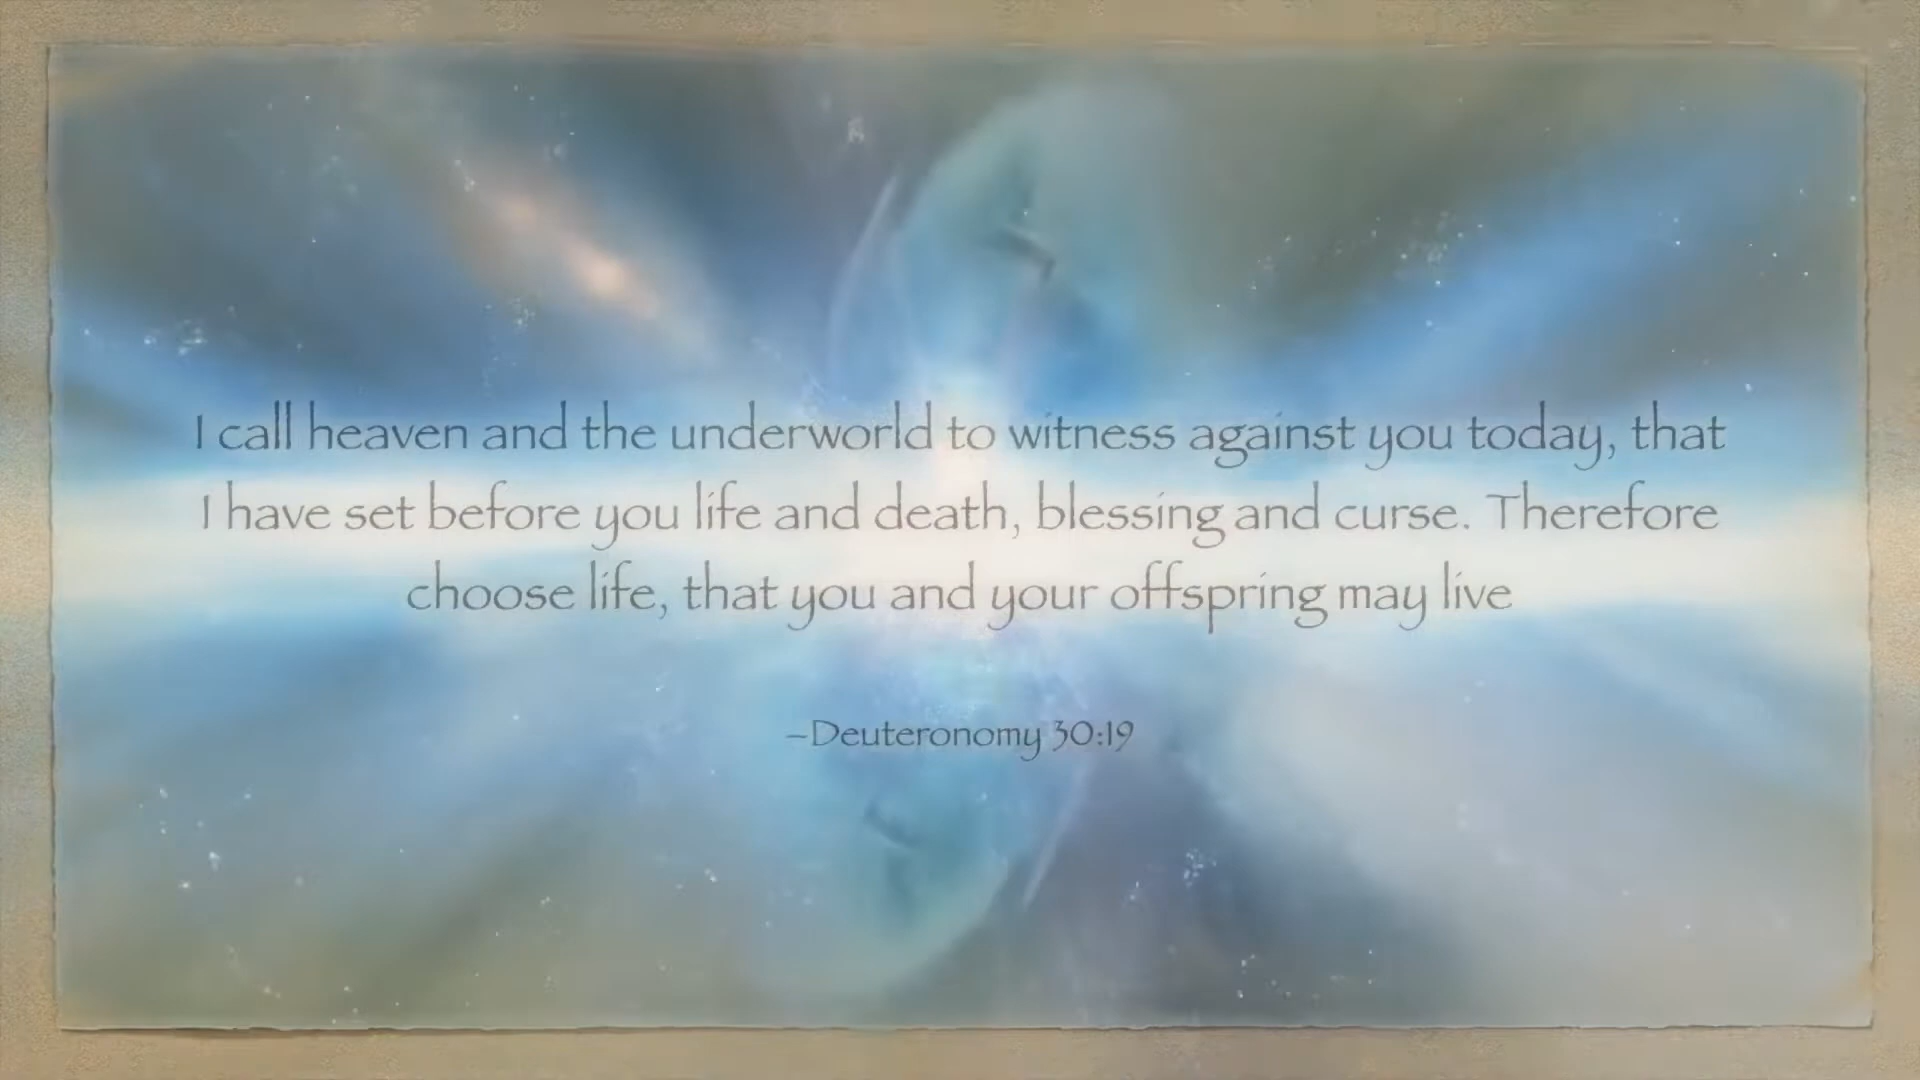 I call heaven and the underworld to witness against you today, that
I have set before you life and death, blessing and curse. Therefore
choose life, that you and your offspring may live
–Deuteronomy 30:19